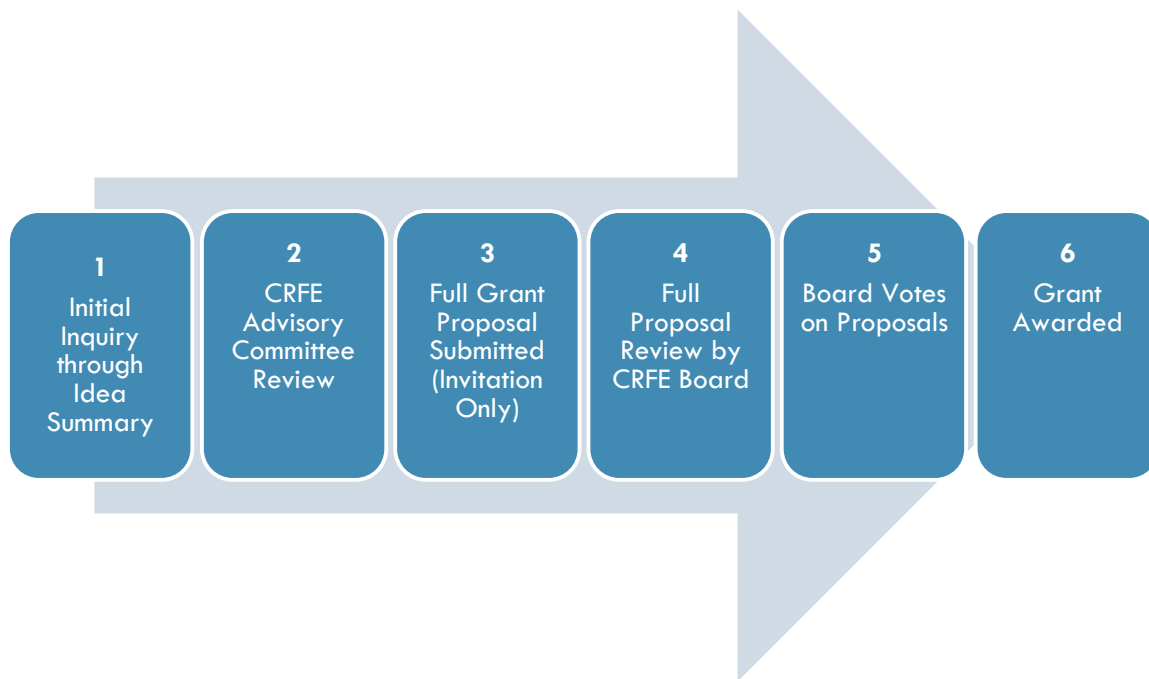 1
Initial
Inquiry
through
Idea
Summary
2
CRFE
Advisory
Committee
Review
3
Full Grant
Proposal
Submitted
(Invitation
Only)
4
Full
Proposal
Review by
CRFE Board
5
Board Votes
on Proposals
6
Grant
Awarded